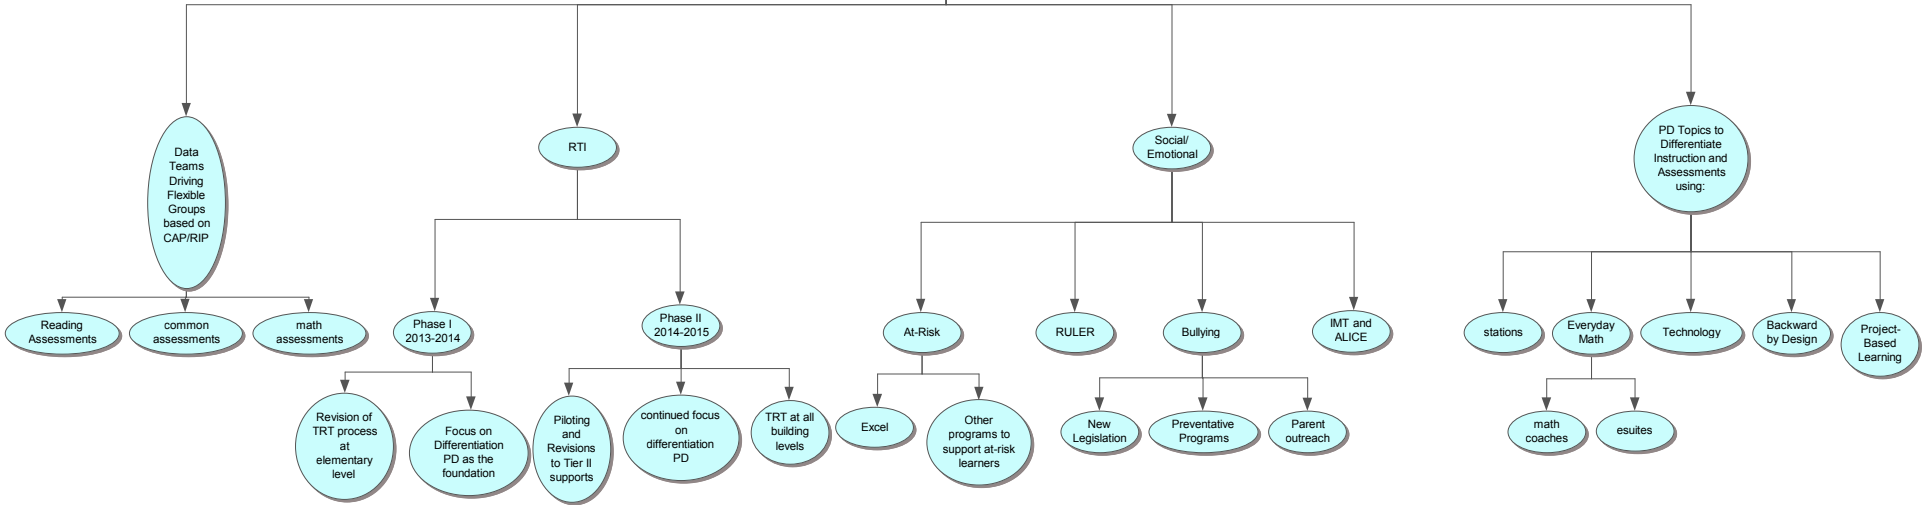 Data
Teams
Driving
Flexible
Groups
based on
CAP/RIP
RTI
Social/
Emotional
PD Topics to
Differentiate
Instruction and
Assessments
using:
Reading
Assessments
common
assessments
math
assessments
Phase I
2013-2014
Phase II
2014-2015
At-Risk
RULER
Bullying
IMT and
ALICE
stations
Everyday
Math
Technology
Backward
by Design
Project-
Based
Learning
Revision of
TRT process
at
elementary
level
Focus on
Differentiation
PD as the
foundation
Piloting
and
Revisions
to Tier II
supports
continued focus
on
differentiation
PD
TRT at all
building
levels
Excel
Other
programs to
support at-risk
learners
New
Legislation
Preventative
Programs
Parent
outreach
math
coaches
esuites